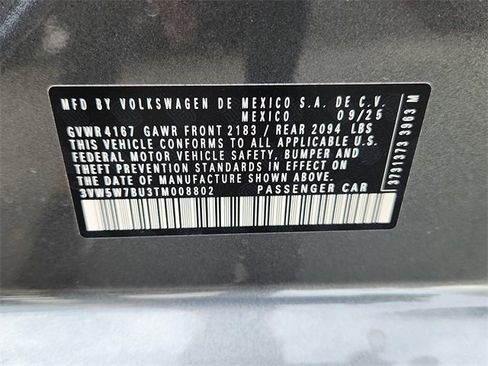 MFD BY VOLKSWAGEN DE MEXICO S.A. DE C.V.
MEXICO 09/25
GVWR 4167 GAWR FRONT 2183 / REAR 2094 LBS
THIS VEHICLE CONFORMS TO ALL APPLICABLE U.S.
FEDERAL MOTOR VEHICLE SAFETY, BUMPER AND
THEFT PREVENTION STANDARDS IN EFFECT ON THE
DATE OF MANUFACTURE SHOWN ABOVE
3VW5W7BU3TM008802 PASSENGER CAR
3731373 3963 M